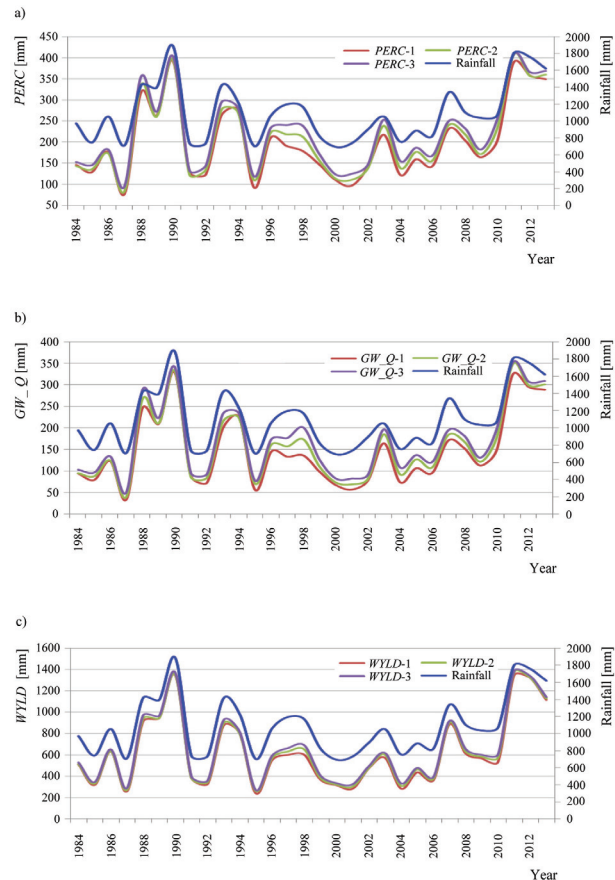 a)
PERC [mm]
450
400
350
300
250
200
150
100
50
PERC-1 PERC-2
PERC-3 Rainfall
2000
1800
1600
1400
1200
1000
800
600
400
200
0
Rainfall [mm]
1984 1986 1988 1990 1992 1994 1996 1998 2000 2002 2004 2006 2008 2010 2012
Year
b)
GW_Q [mm]
400
350
300
250
200
150
100
50
0
GW_Q-1 GW_Q-2
GW_Q-3 Rainfall
2000
1800
1600
1400
1200
1000
800
600
400
200
0
Rainfall [mm]
1984 1986 1988 1990 1992 1994 1996 1998 2000 2002 2004 2006 2008 2010 2012
Year
c)
WYLD [mm]
1600
1400
1200
1000
800
600
400
200
0
WYLD-1 WYLD-2
WYLD-3 Rainfall
2000
1800
1600
1400
1200
1000
800
600
400
200
0
Rainfall [mm]
1984 1986 1988 1990 1992 1994 1996 1998 2000 2002 2004 2006 2008 2010 2012
Year